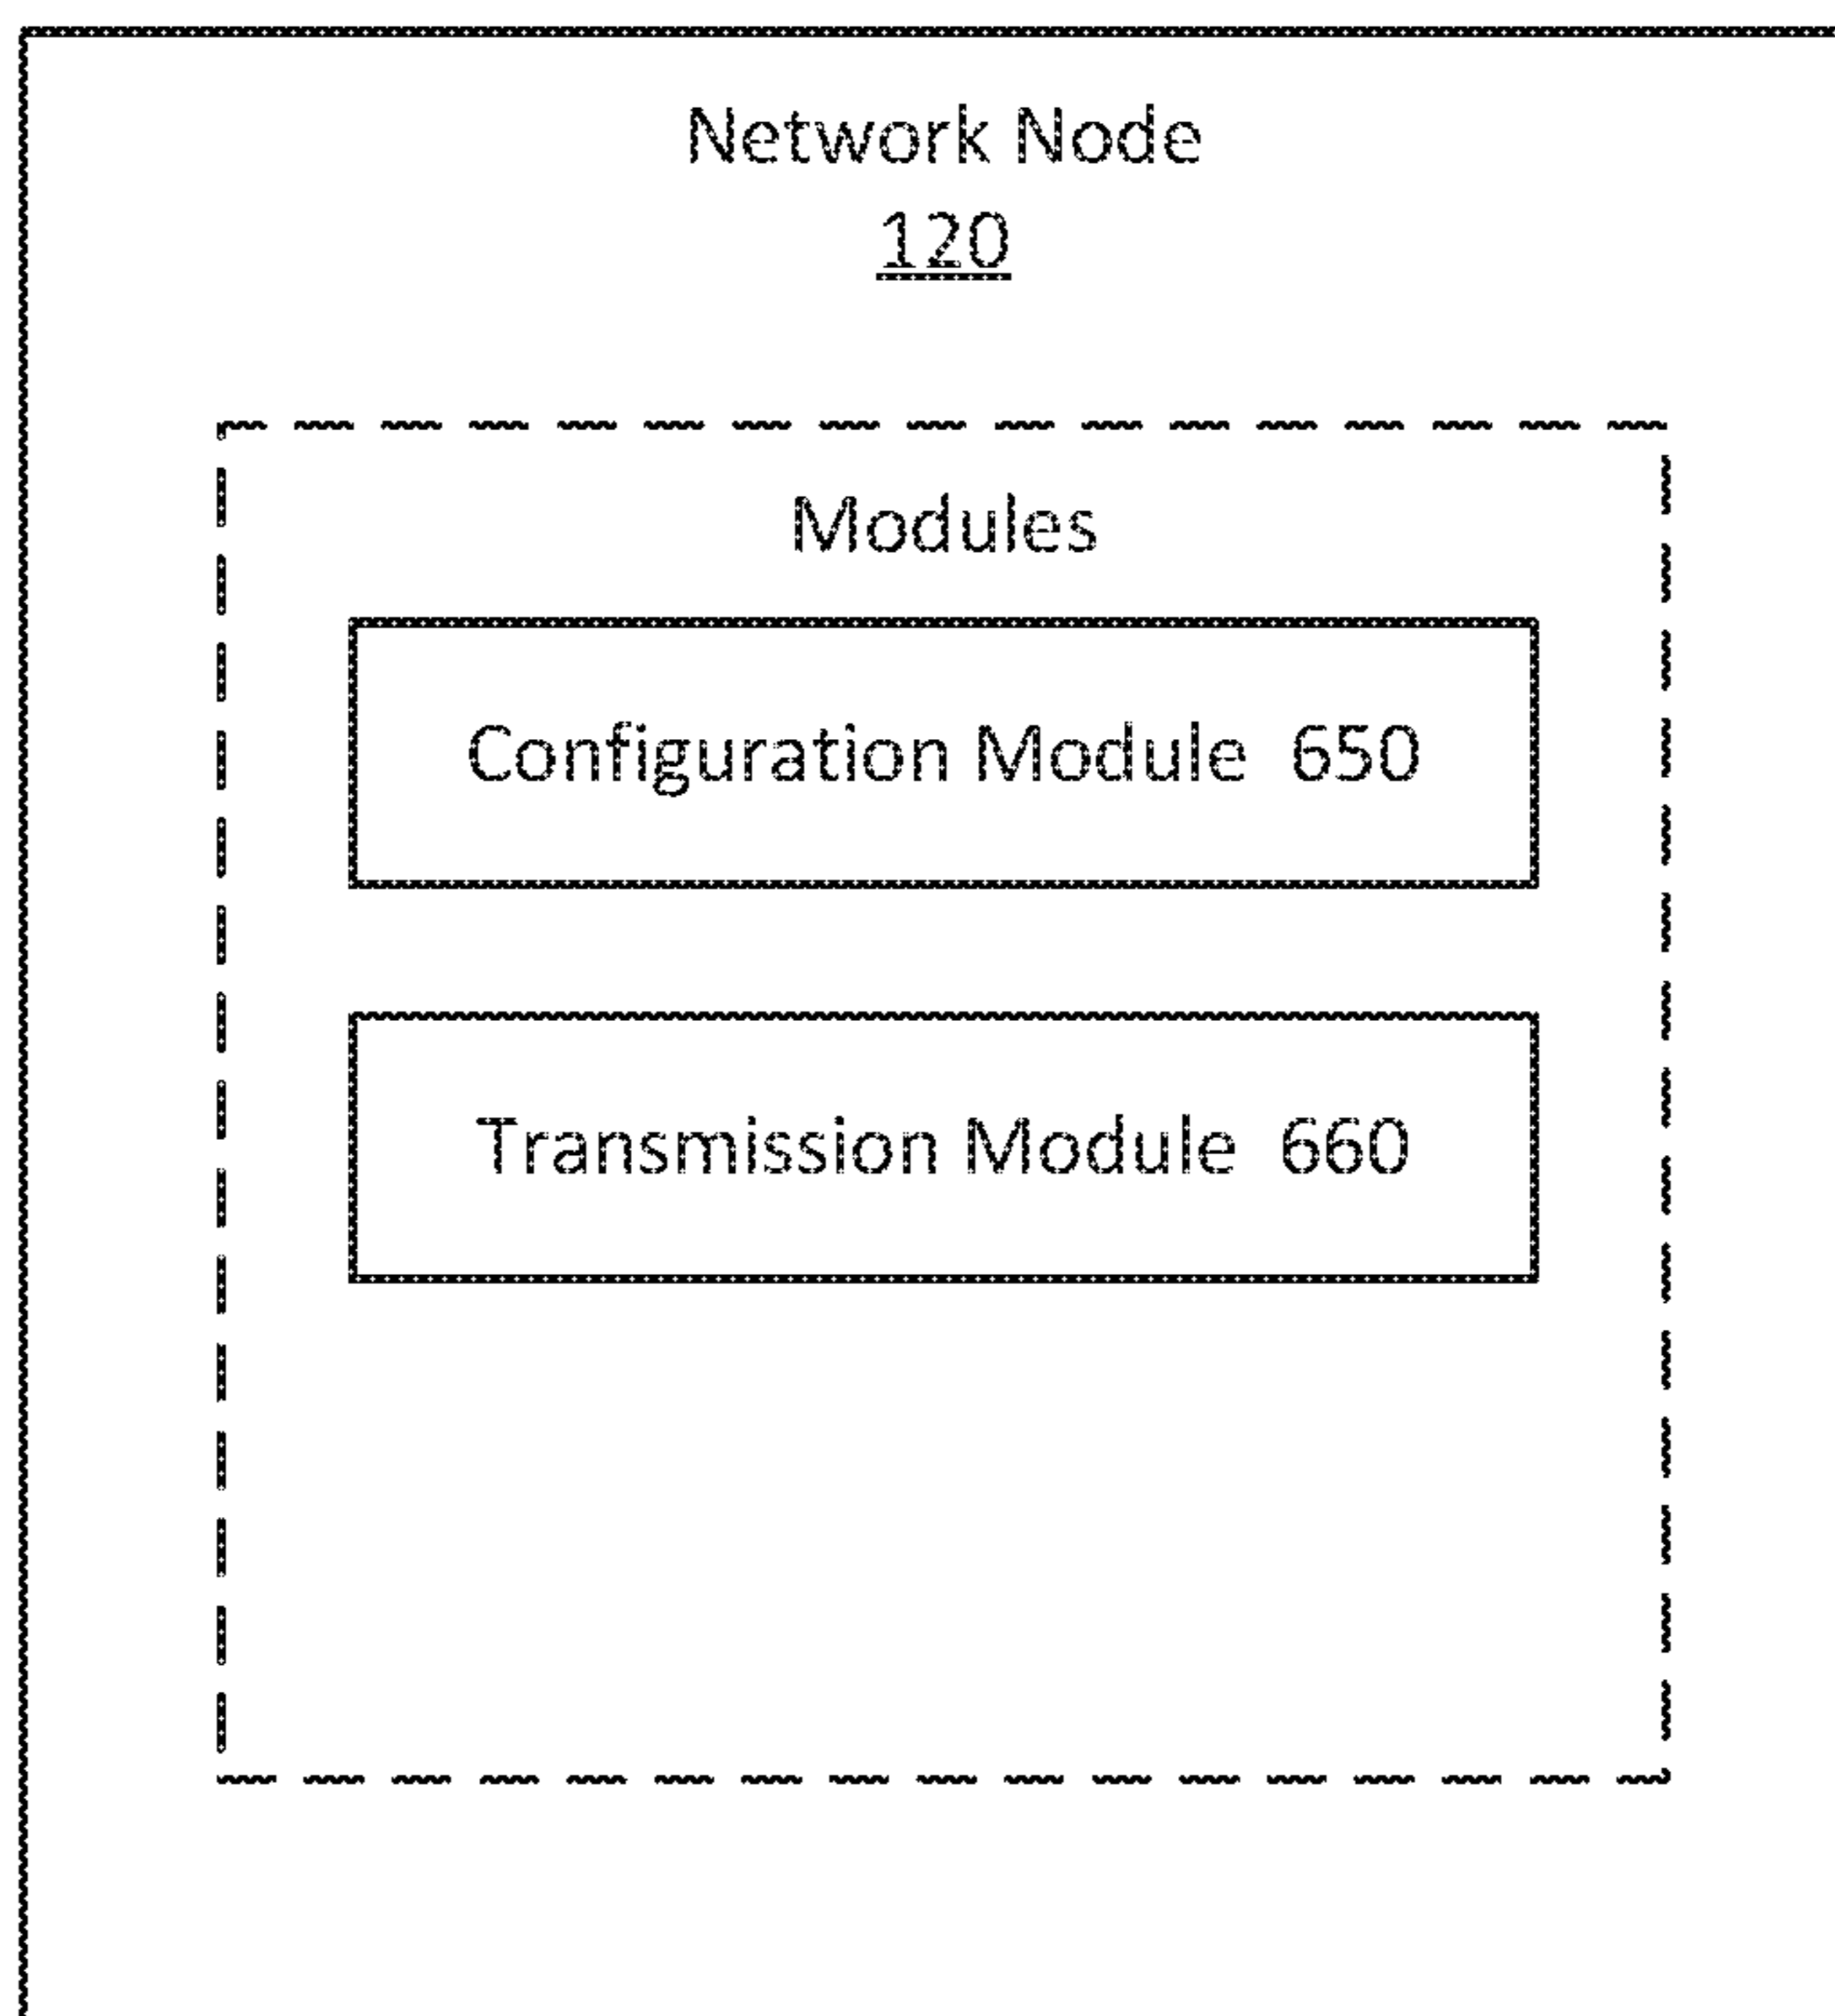 Network Node
120
Modules
Configuration Module 650
Transmission Module 660